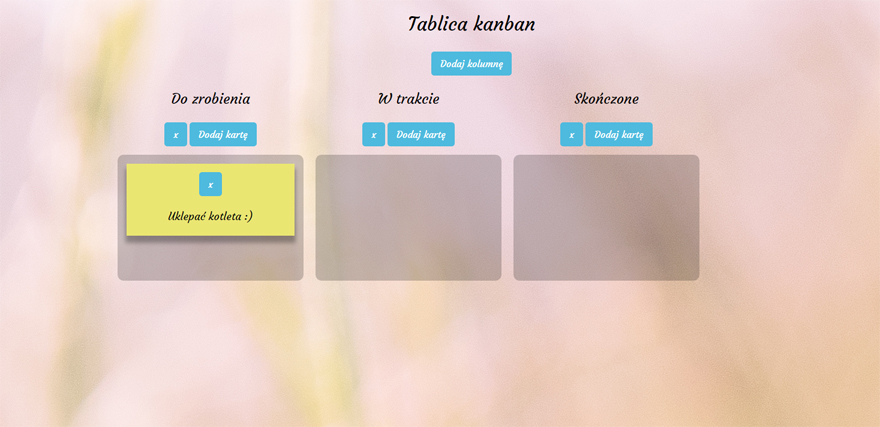 Tablica kanban
Dodaj kolumnę
Do zrobienia
W trakcie
Skończone
x Dodaj kartę
x Dodaj kartę
x Dodaj kartę
x
Uklepać kotleta :)